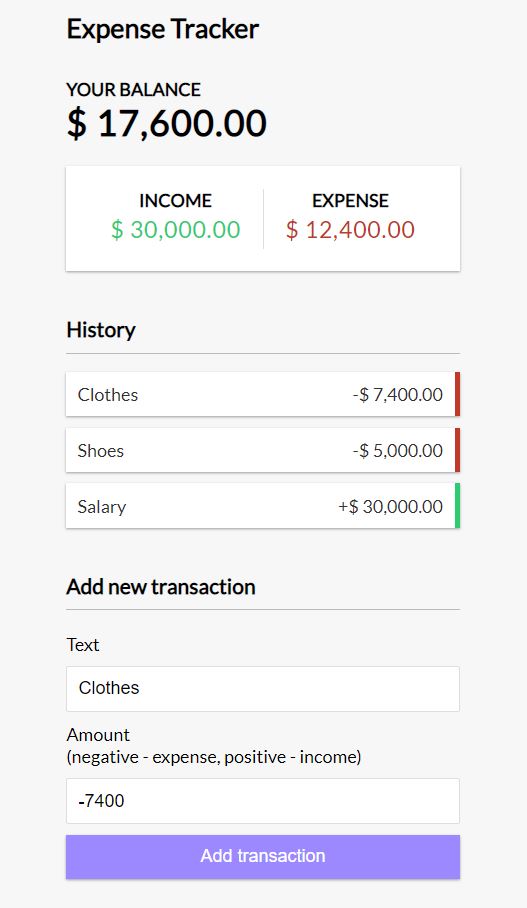 Expense Tracker
YOUR BALANCE
$ 17,600.00
INCOME EXPENSE
$ 30,000.00 $ 12,400.00
History
Clothes -$ 7,400.00
Shoes -$ 5,000.00
Salary +$ 30,000.00
Add new transaction
Text
Clothes
Amount
(negative - expense, positive - income)
-7400
Add transaction